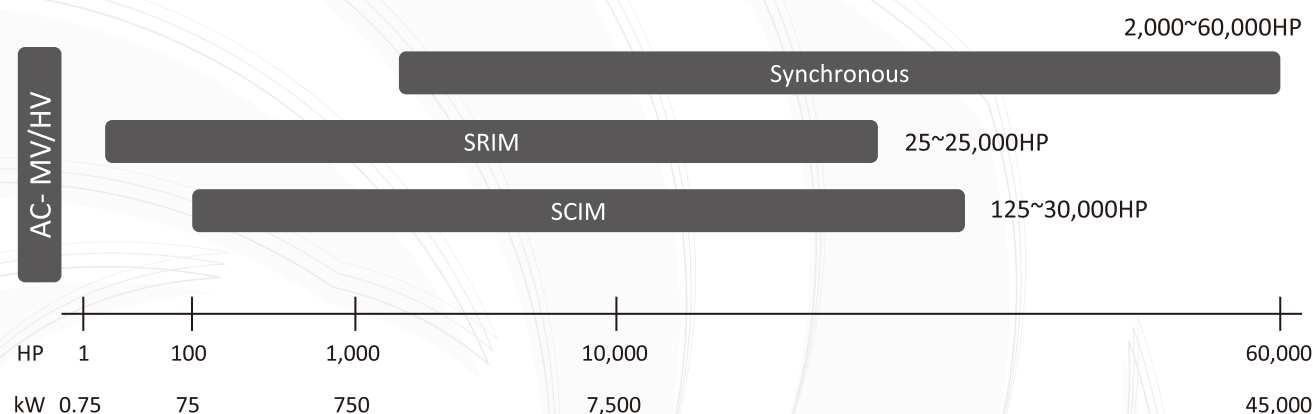 2,000~60,000HP
Synchronous
AC- MV/HV
SRIM
25~25,000HP
SCIM
125~30,000HP
HP 1 100 1,000 10,000 60,000
kW 0.75 75 750 7,500 45,000